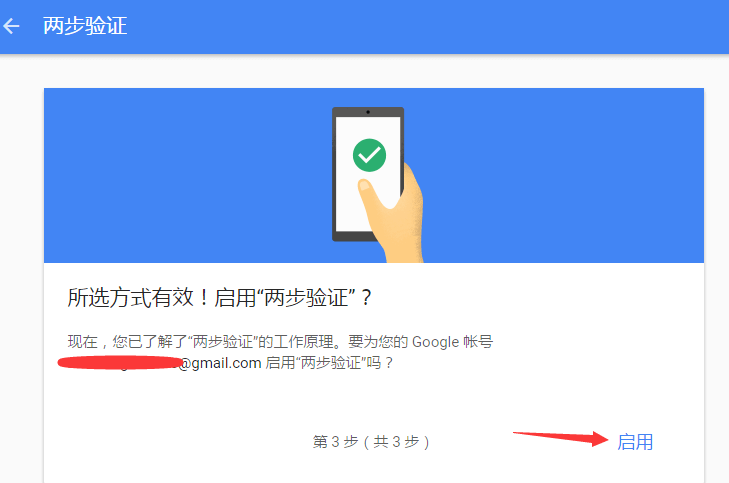 两步验证
所选方式有效！启用“两步验证”？
现在，您已了解了“两步验证”的工作原理。要为您的 Google 帐号
@gmail.com 启用“两步验证”吗？
第 3 步（共 3 步）
启用